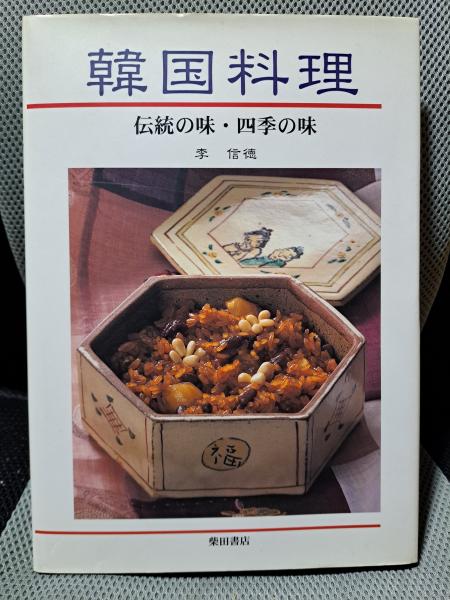 韓国料理
伝統の味・四季の味
李 信徳
福
柴田書店